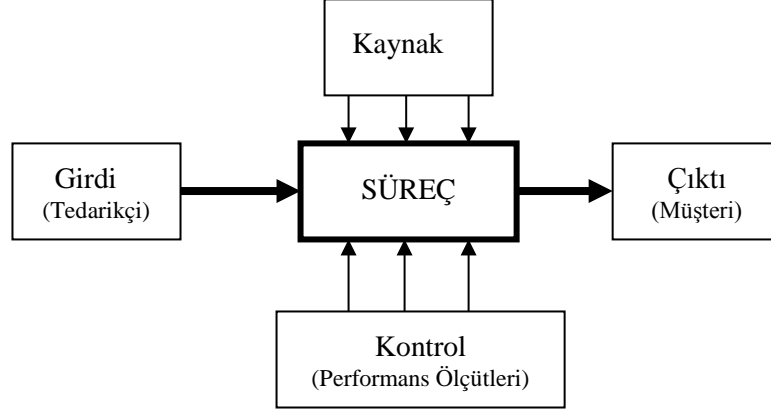 Kaynak
Girdi
(Tedarikçi)
SÜREÇ
Çıktı
(Müşteri)
Kontrol
(Performans Ölçütleri)